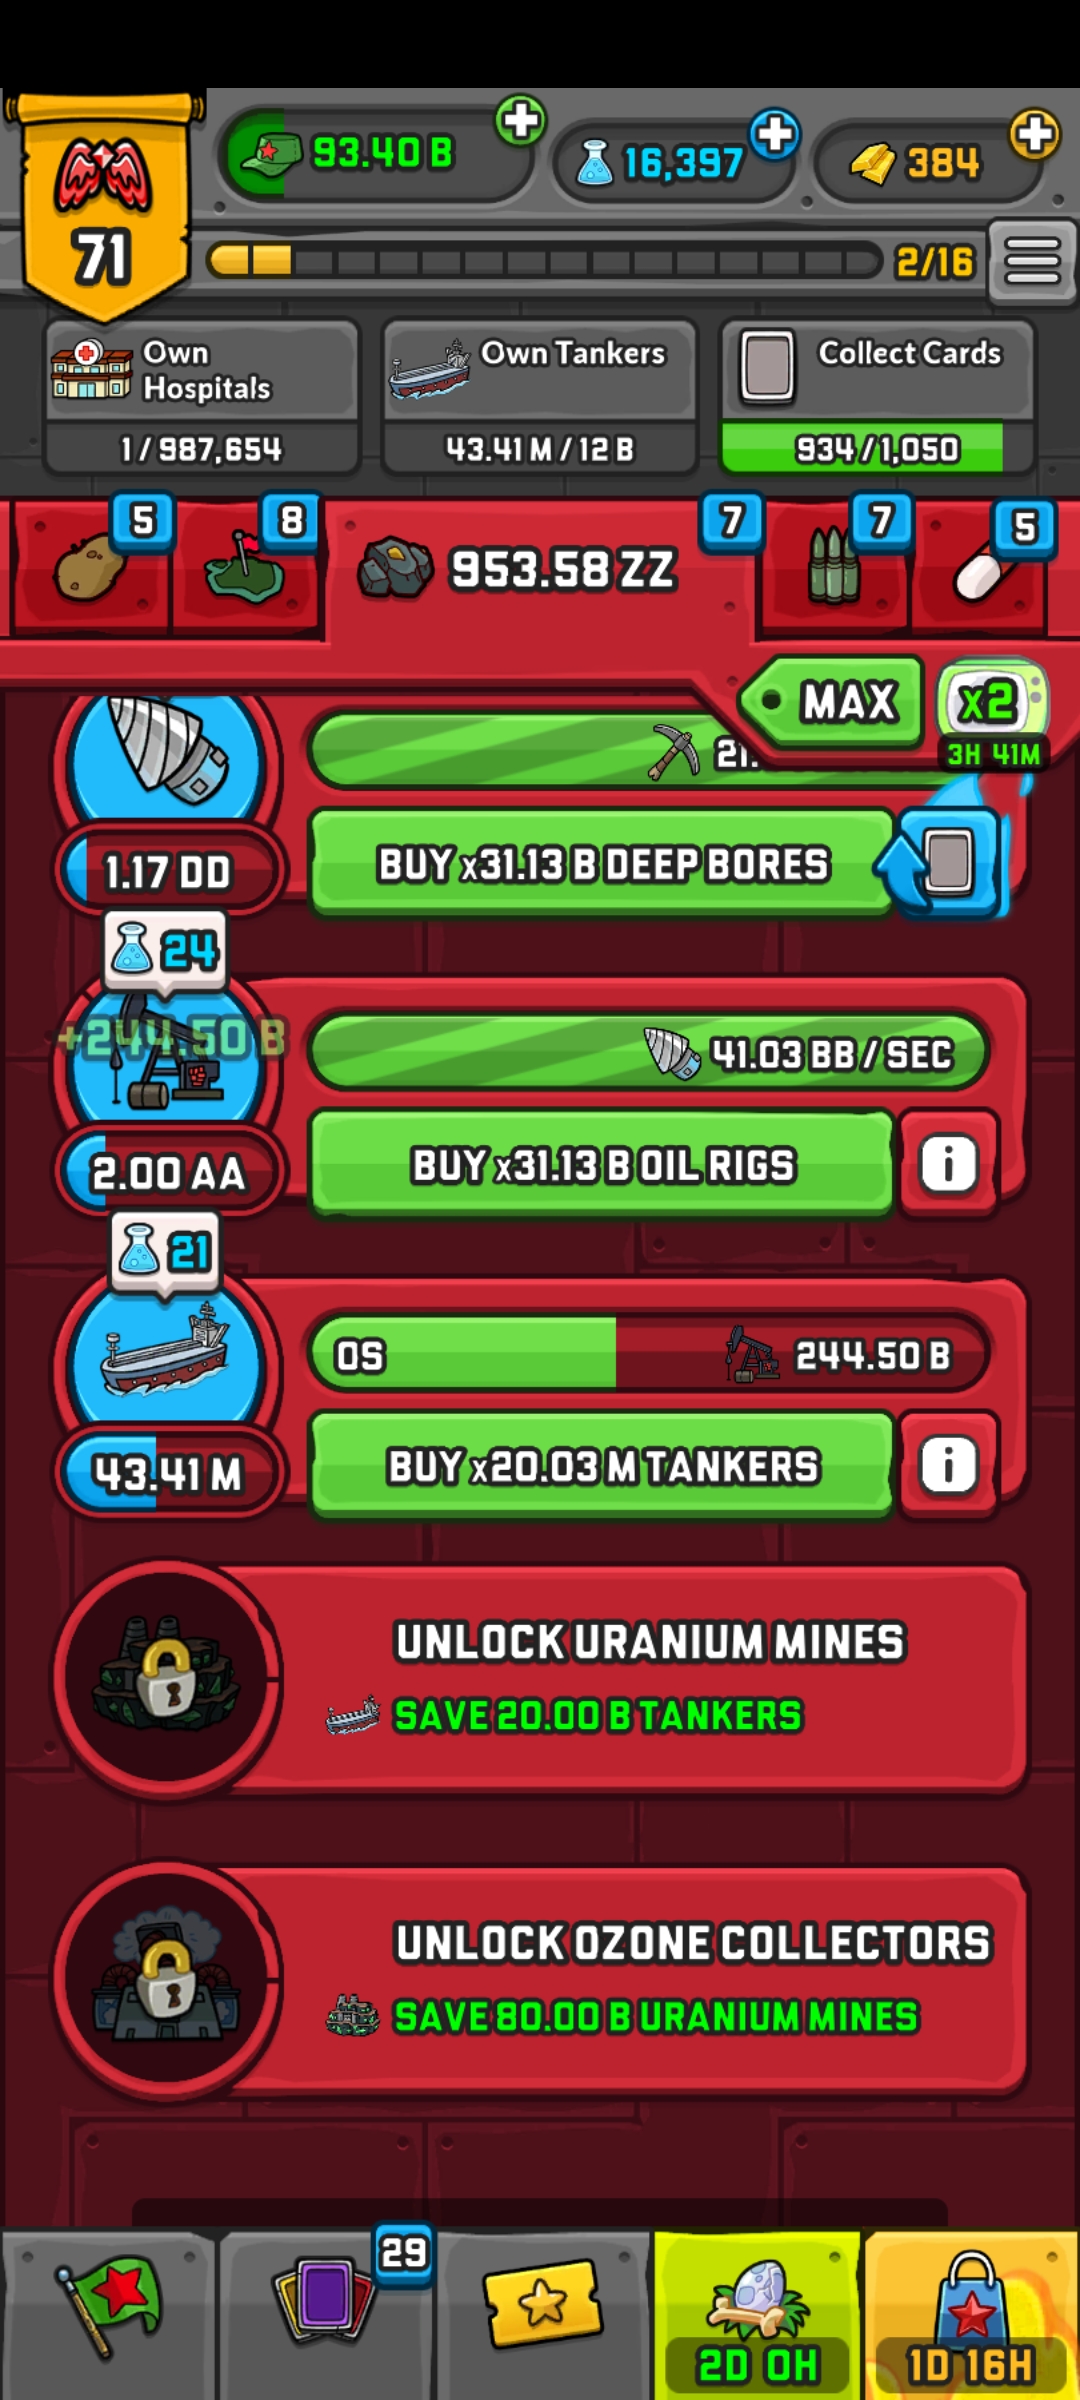 93.40 B
16,397
384
71
2/16
Own
Hospitals
1 / 987,654
Own Tankers
43.41 M / 12 B
Collect Cards
934 / 1,050
5
8
953.58 ZZ
7
7
5
MAX
x2
3H 41M
21.
1.17 DD
BUY x31.13 B DEEP BORES
24
+244.50 B
41.03 BB / SEC
2.00 AA
BUY x31.13 B OIL RIGS
i
21
0S
244.50 B
43.41 M
BUY x20.03 M TANKERS
i
UNLOCK URANIUM MINES
SAVE 20.00 B TANKERS
UNLOCK OZONE COLLECTORS
SAVE 80.00 B URANIUM MINES
29
2D 0H
1D 16H